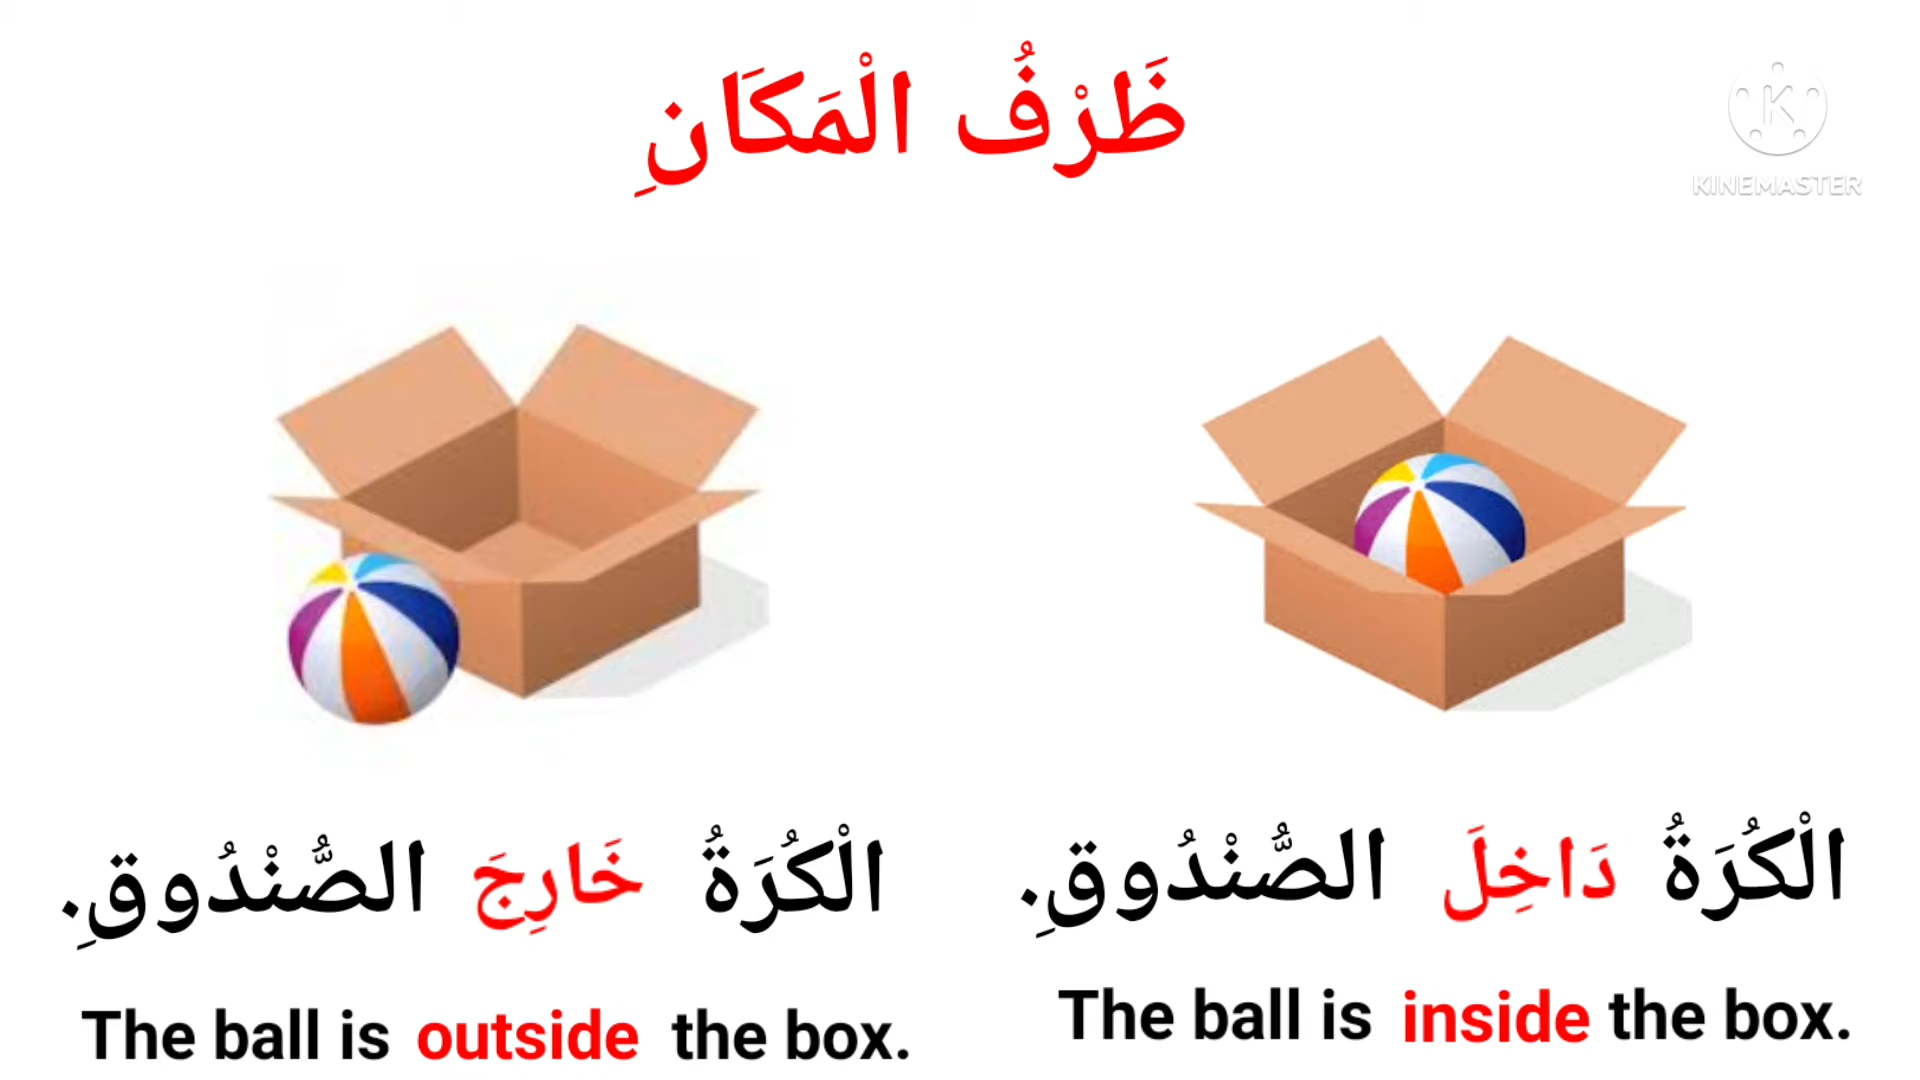 ظَرْفُ الْمَكَانِ
KINEMASTER
الْكُرَةُ دَاخِلَ الصُّنْدُوقِ.
The ball is inside the box.
الْكُرَةُ خَارِجَ الصُّنْدُوقِ.
The ball is outside the box.